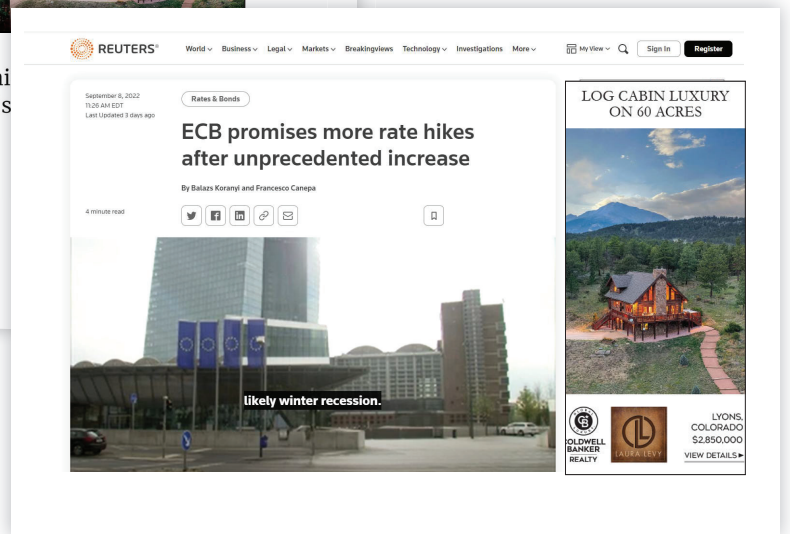 REUTERS®
World Business Legal Markets Breakingviews Technology Investigations More
My View
Sign In
Register
September 8, 2022
11:26 AM EDT
Last Updated 3 days ago
Rates & Bonds
ECB promises more rate hikes
after unprecedented increase
By Balazs Koranyi and Francesco Canepa
4 minute read
likely winter recession.
LOG CABIN LUXURY
ON 60 ACRES
COLDWELL
BANKER
REALTY
LAURA LEVY
LYONS,
COLORADO
$2,850,000
VIEW DETAILS